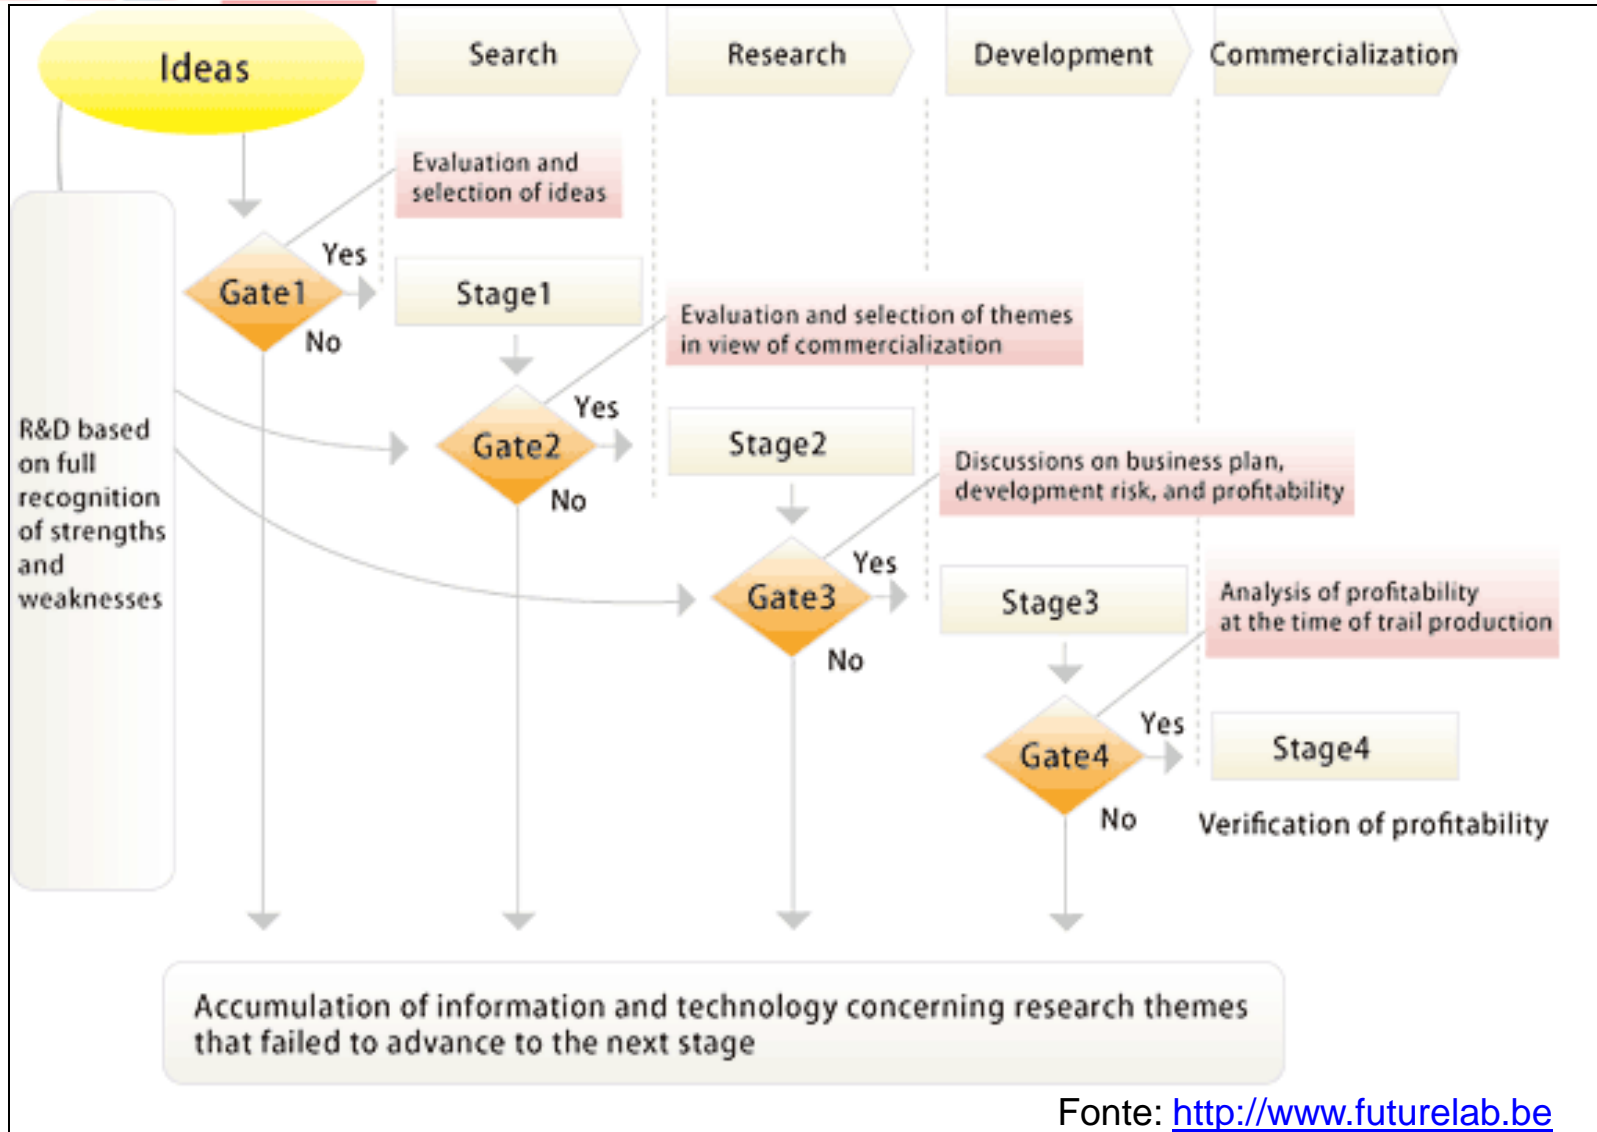 Ideas
Search
Research
Development
Commercialization
Evaluation and
selection of ideas
Yes
Gate1
No
Stage1
Evaluation and selection of themes
in view of commercialization
R&D based
on full
recognition
of strengths
and
weaknesses
Yes
Gate2
No
Stage2
Discussions on business plan,
development risk, and profitability
Yes
Gate3
No
Stage3
Analysis of profitability
at the time of trail production
Yes
Gate4
No
Stage4
Verification of profitability
Accumulation of information and technology concerning research themes
that failed to advance to the next stage
Fonte: http://www.futurelab.be